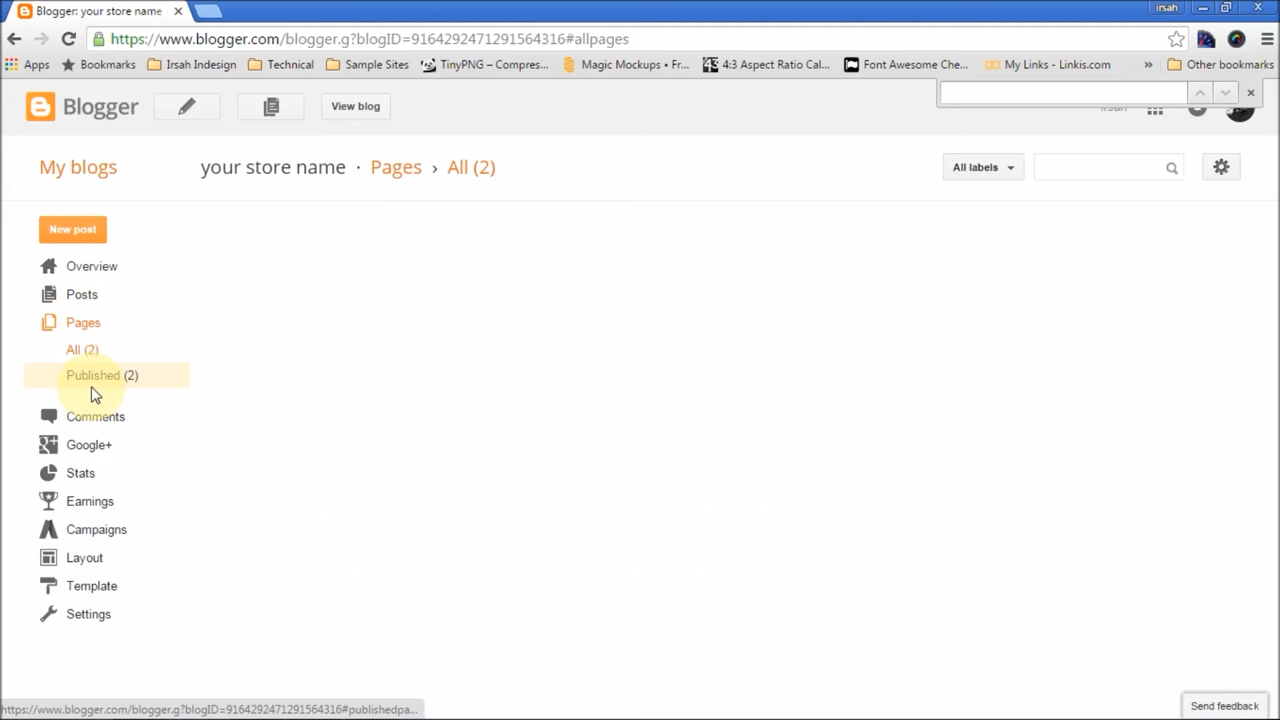 Blogger: your store name
irsah
https://www.blogger.com/blogger.g?blogID=9164292471291564316#allpages
Apps Bookmarks Irsah Indesign Technical Sample Sites TinyPNG – Compres... Magic Mockups • Fr... 4:3 Aspect Ratio Cal... Font Awesome Che... My Links - Linkis.com » Other bookmarks
Blogger View blog
My blogs your store name · Pages › All (2) All labels
New post
Overview
Posts
Pages
All (2)
Published (2)
Comments
Google+
Stats
Earnings
Campaigns
Layout
Template
Settings
https://www.blogger.com/blogger.g?blogID=9164292471291564316#publishedpa...
Send feedback